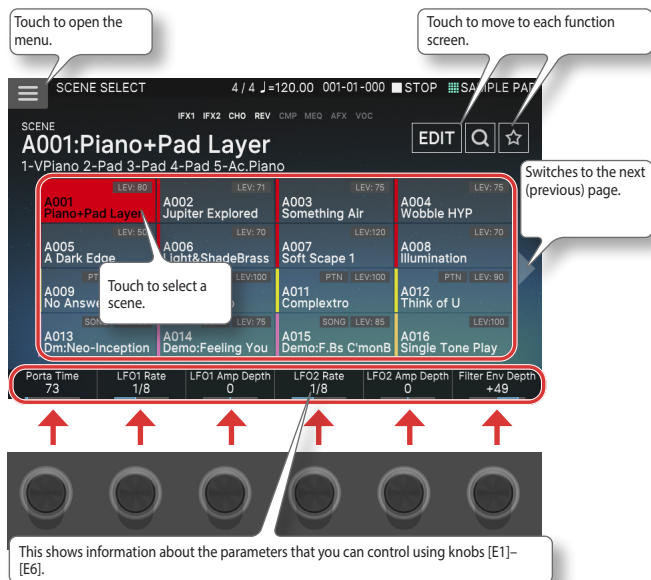 Touch to open the
menu.
Touch to move to each function
screen.
SCENE SELECT 4 / 4 ♩=120.00 001-01-000 STOP SAMPLE PAD
IFX1 IFX2 CHO REV CMP MEQ AFX VOC
SCENE
A001:Piano+Pad Layer
EDIT
1-VPiano 2-Pad 3-Pad 4-Pad 5-Ac.Piano
Switches to the next
(previous) page.
LEV: 80 LEV: 71 LEV: 75 LEV: 75
A001 A002 A003 A004
Piano+Pad Layer Jupiter Explored Something Air Wobble HYP
LEV: 50 LEV: 70 LEV:120 LEV: 70
A005 A006 A007 A008
A Dark Edge Light&ShadeBrass Soft Scape 1 Illumination
LEV:100 PTN LEV:100 PTN LEV: 90
A009 A011 A012
No Complextro Think of U
Touch to select a
scene.
SONG LEV: 75 SONG LEV: 85 LEV:100
A013 A014 A015 A016
Dm:Neo-Inception Demo:Feeling You Demo:F.Bs C'monB Single Tone Play
Porta Time LFO1 Rate LFO1 Amp Depth LFO2 Rate LFO2 Amp Depth Filter Env Depth
73 1/8 0 1/8 0 +49
This shows information about the parameters that you can control using knobs [E1]–
[E6].